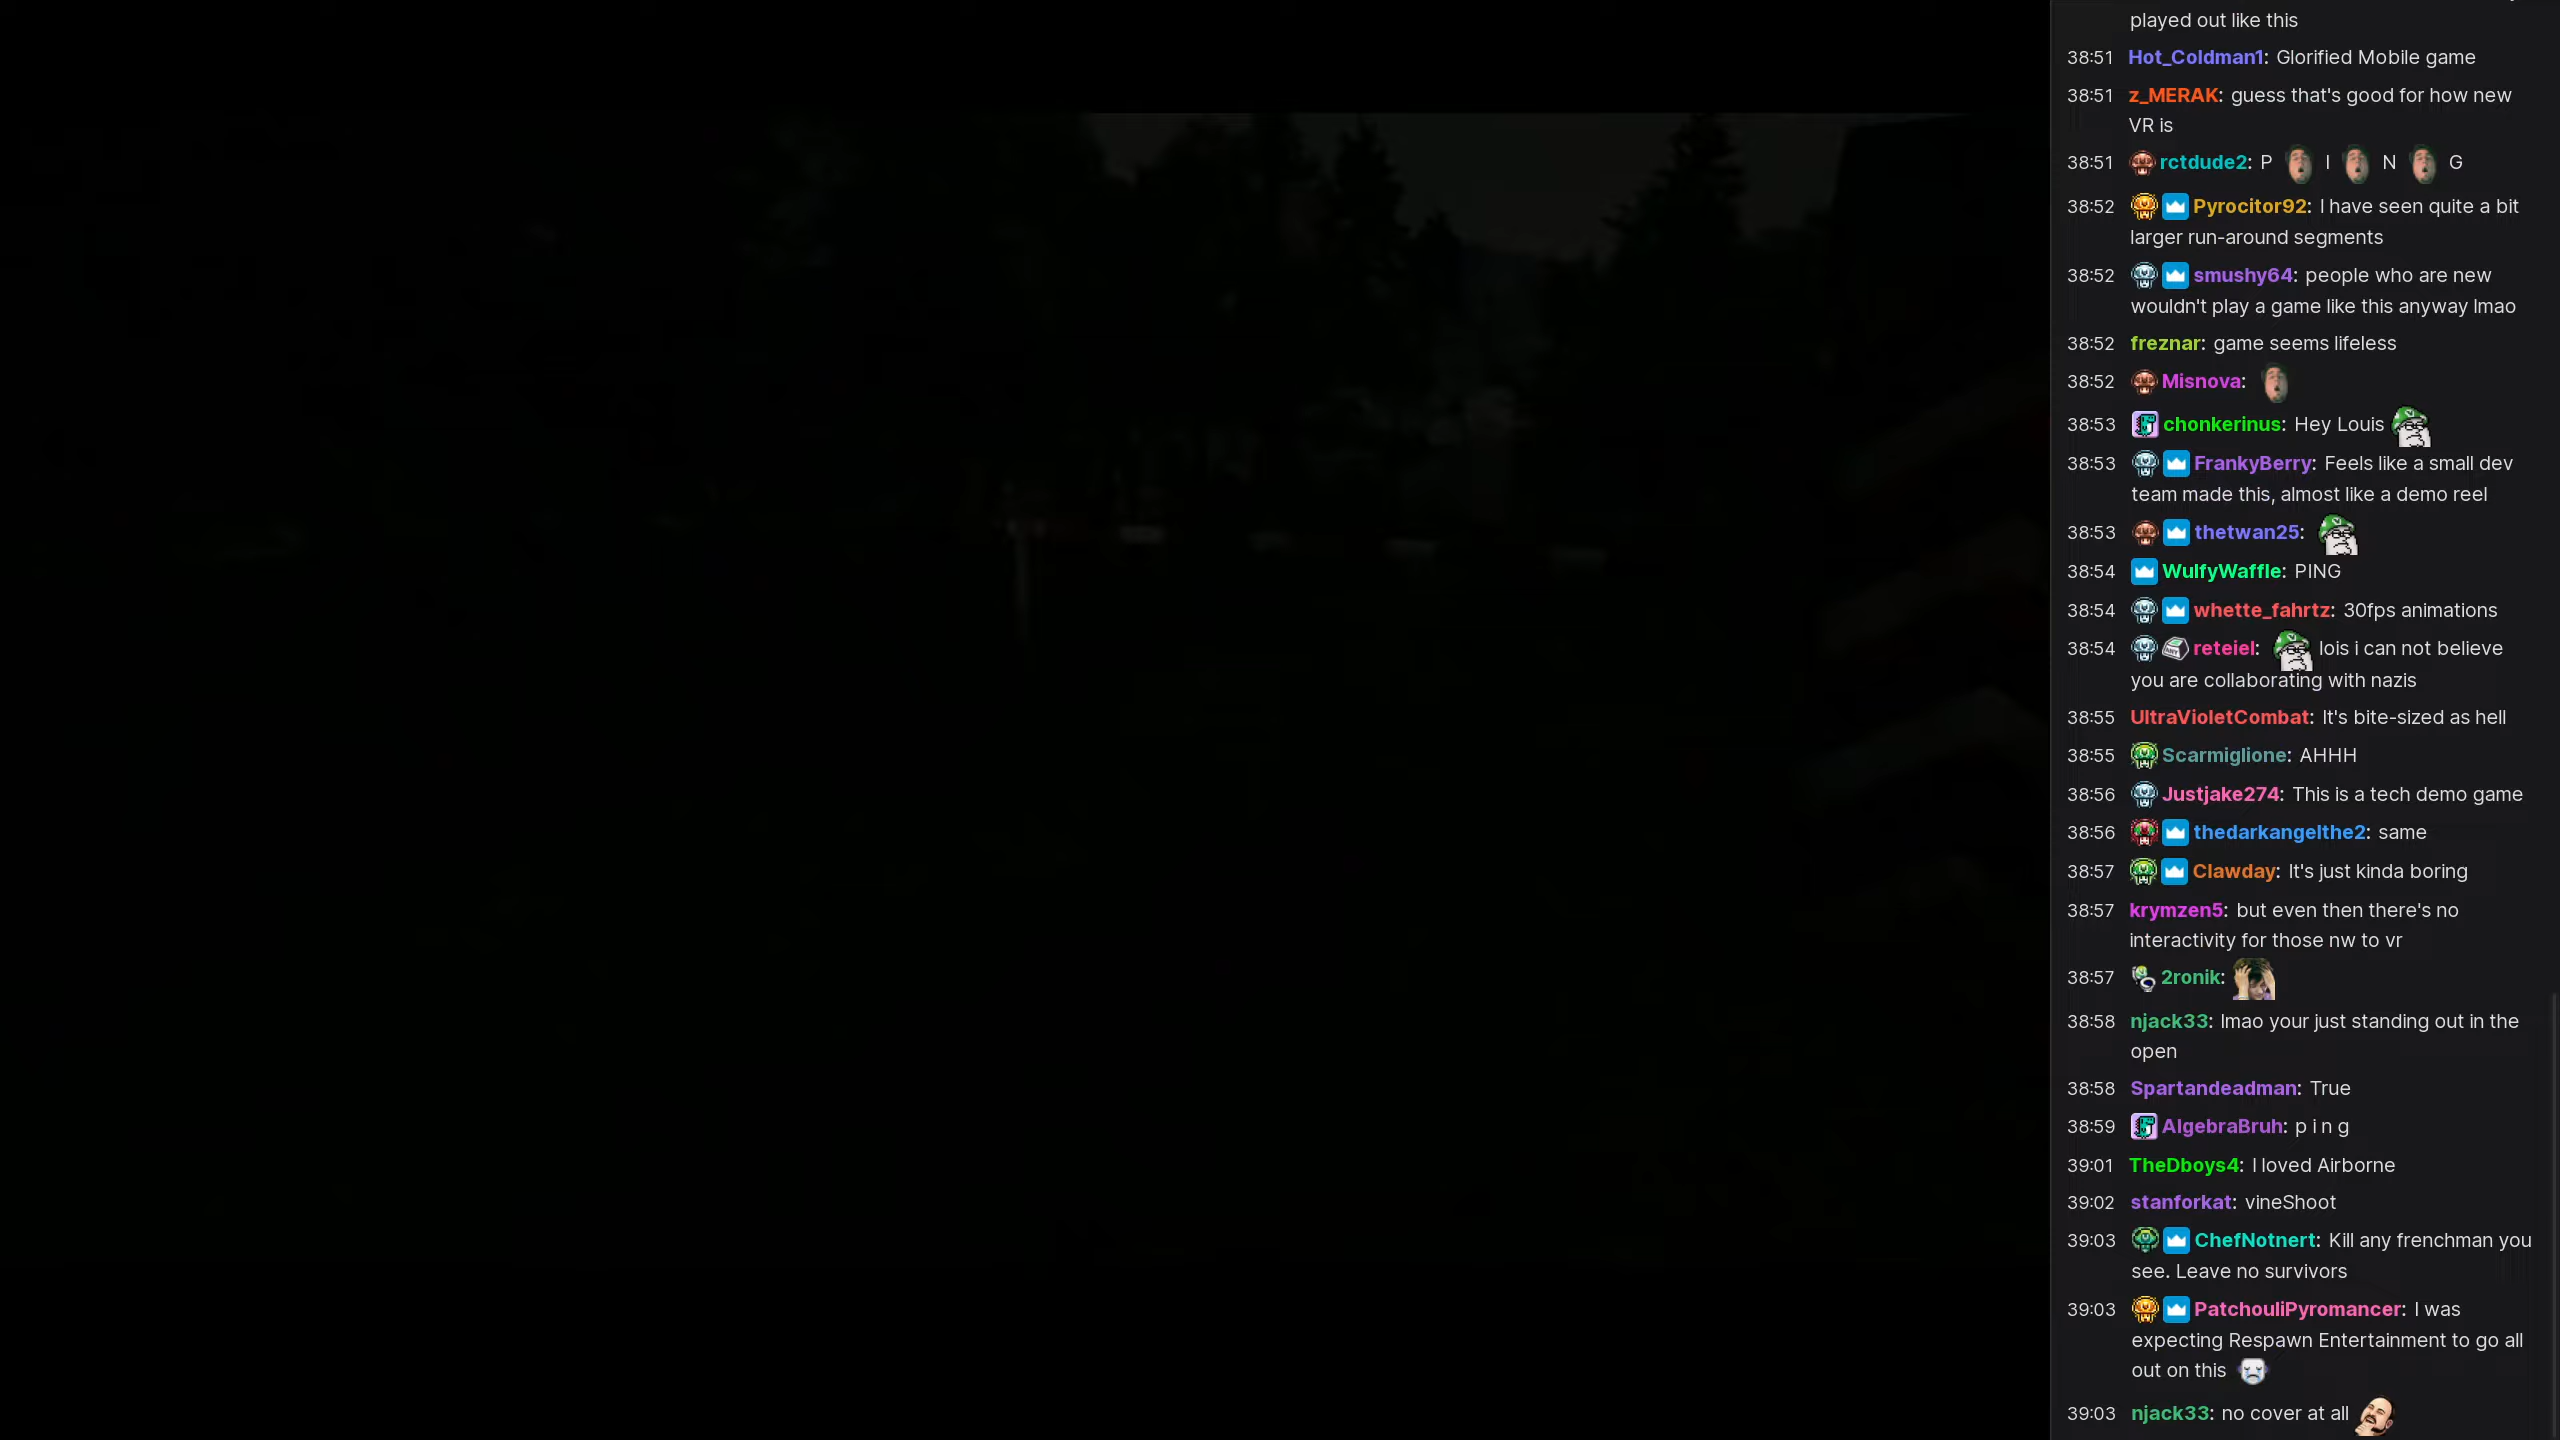 played out like this
38:51 Hot_Coldman1: Glorified Mobile game
38:51 z_MERAK: guess that's good for how new
VR is
38:51 rctdude2: P I N G
38:52 Pyrocitor92: I have seen quite a bit
larger run-around segments
38:52 smushy64: people who are new
wouldn't play a game like this anyway lmao
38:52 freznar: game seems lifeless
38:52 Misnova:
38:53 chonkerinus: Hey Louis
38:53 FrankyBerry: Feels like a small dev
team made this, almost like a demo reel
38:53 thetwan25:
38:54 WulfyWaffle: PING
38:54 whette_fahrtz: 30fps animations
38:54 reteiel: lois i can not believe
you are collaborating with nazis
38:55 UltraVioletCombat: It's bite-sized as hell
38:55 Scarmiglione: AHHH
38:56 Justjake274: This is a tech demo game
38:56 thedarkangelthe2: same
38:57 Clawday: It's just kinda boring
38:57 krymzen5: but even then there's no
interactivity for those nw to vr
38:57 2ronik:
38:58 njack33: lmao your just standing out in the
open
38:58 Spartandeadman: True
38:59 AlgebraBruh: p i n g
39:01 TheDboys4: I loved Airborne
39:02 stanforkat: vineShoot
39:03 ChefNotnert: Kill any frenchman you
see. Leave no survivors
39:03 PatchouliPyromancer: I was
expecting Respawn Entertainment to go all
out on this
39:03 njack33: no cover at all